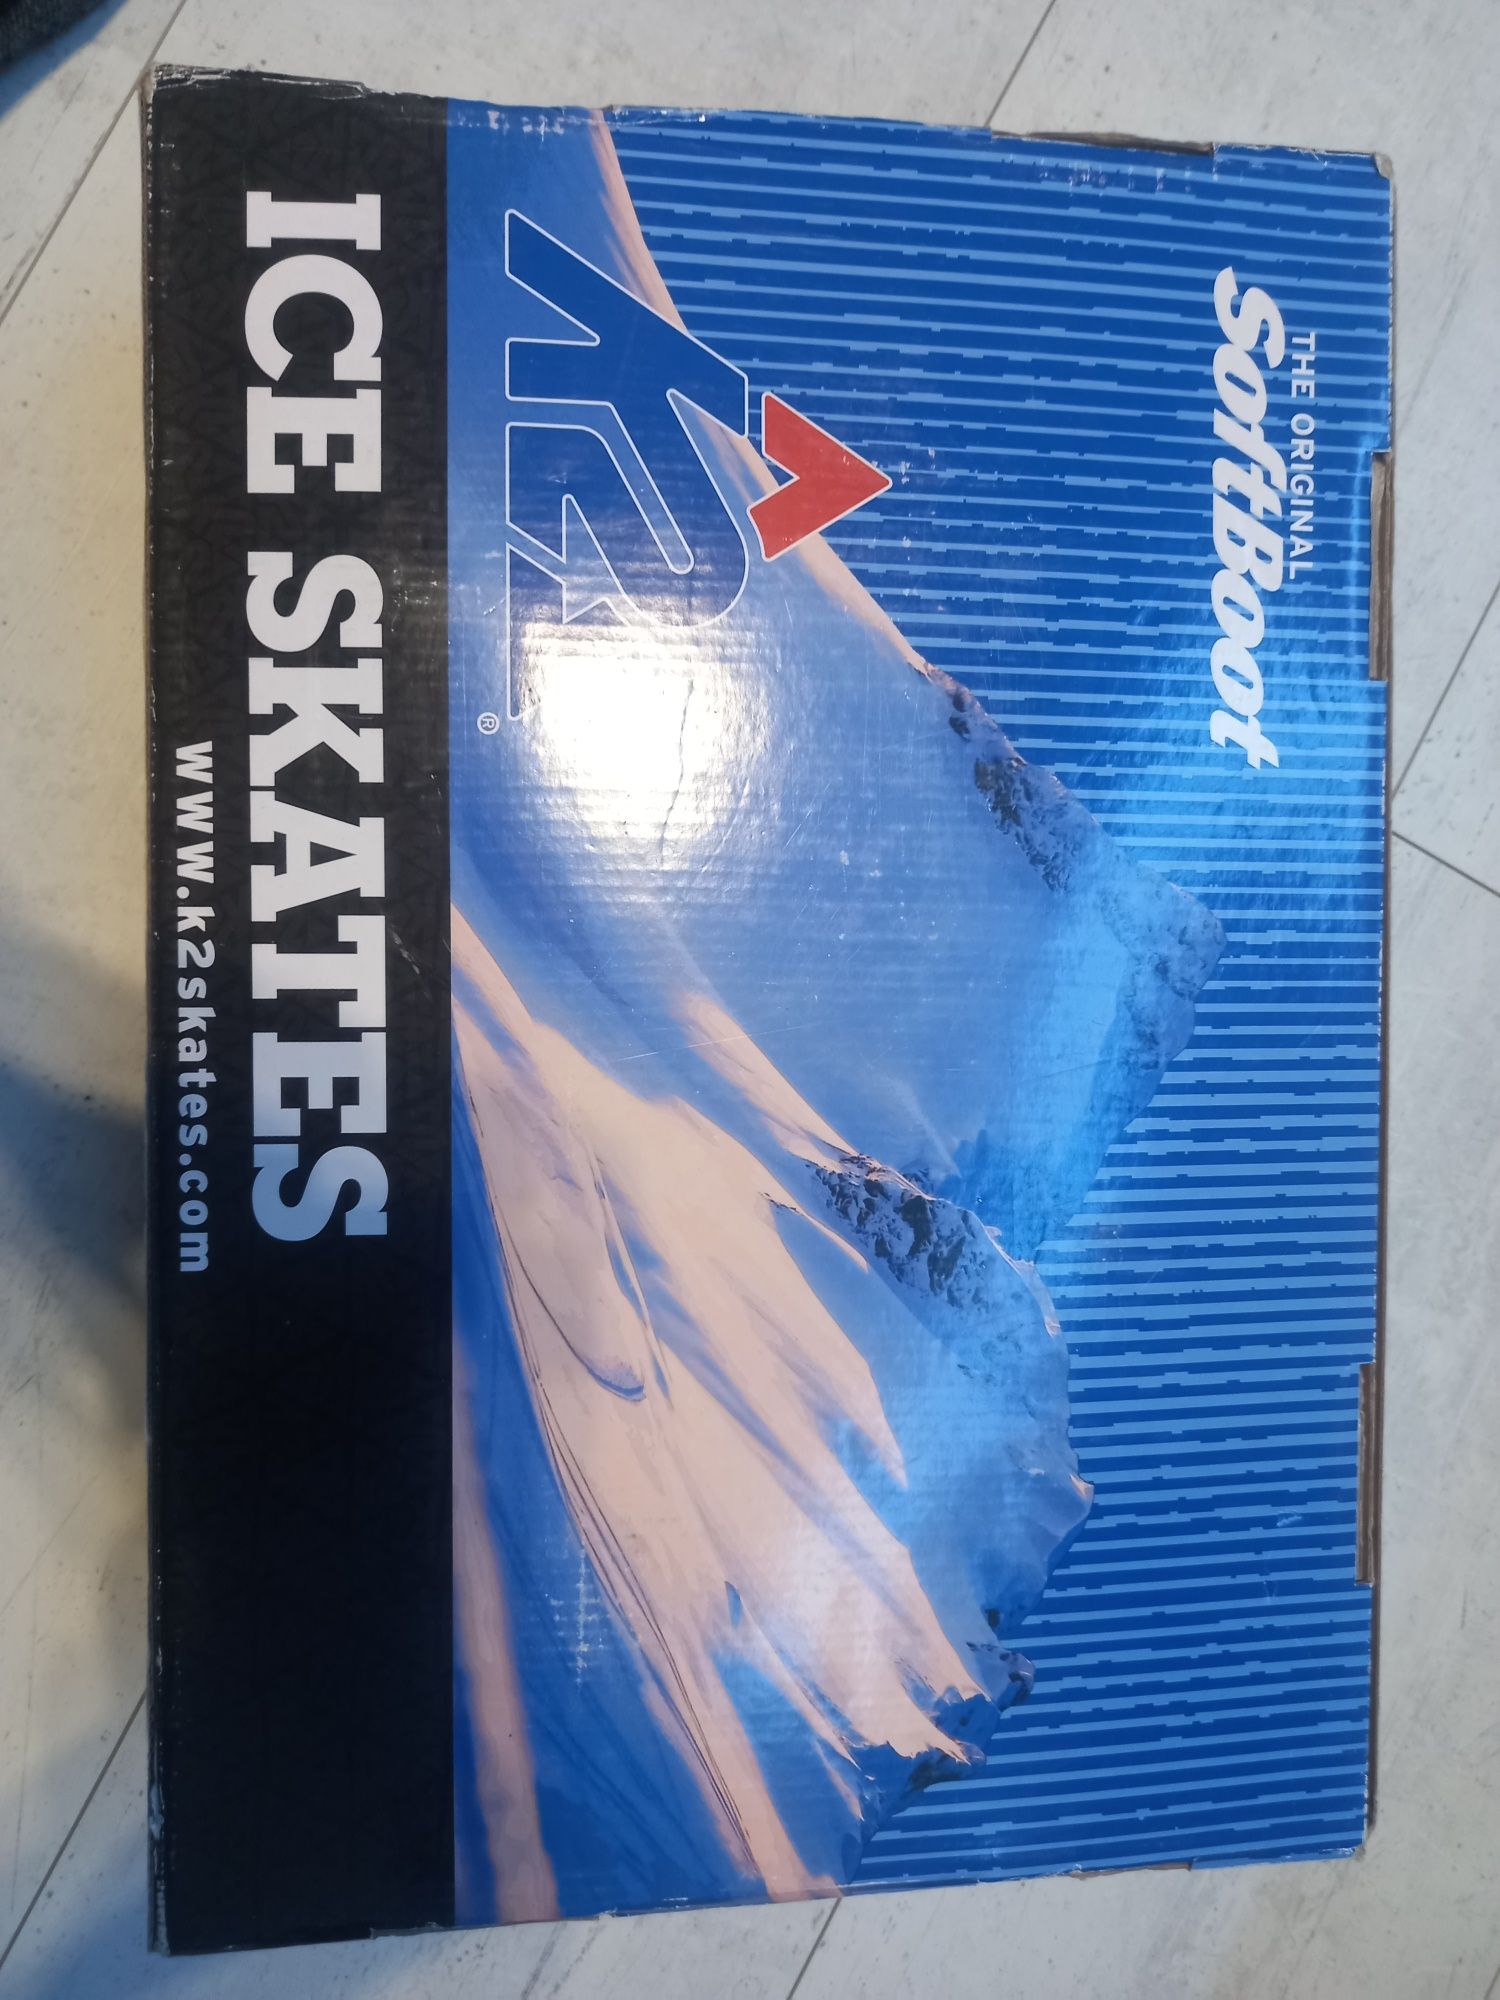 THE ORIGINAL
SoftBoot
K2®
ICE SKATES
www.k2skates.com